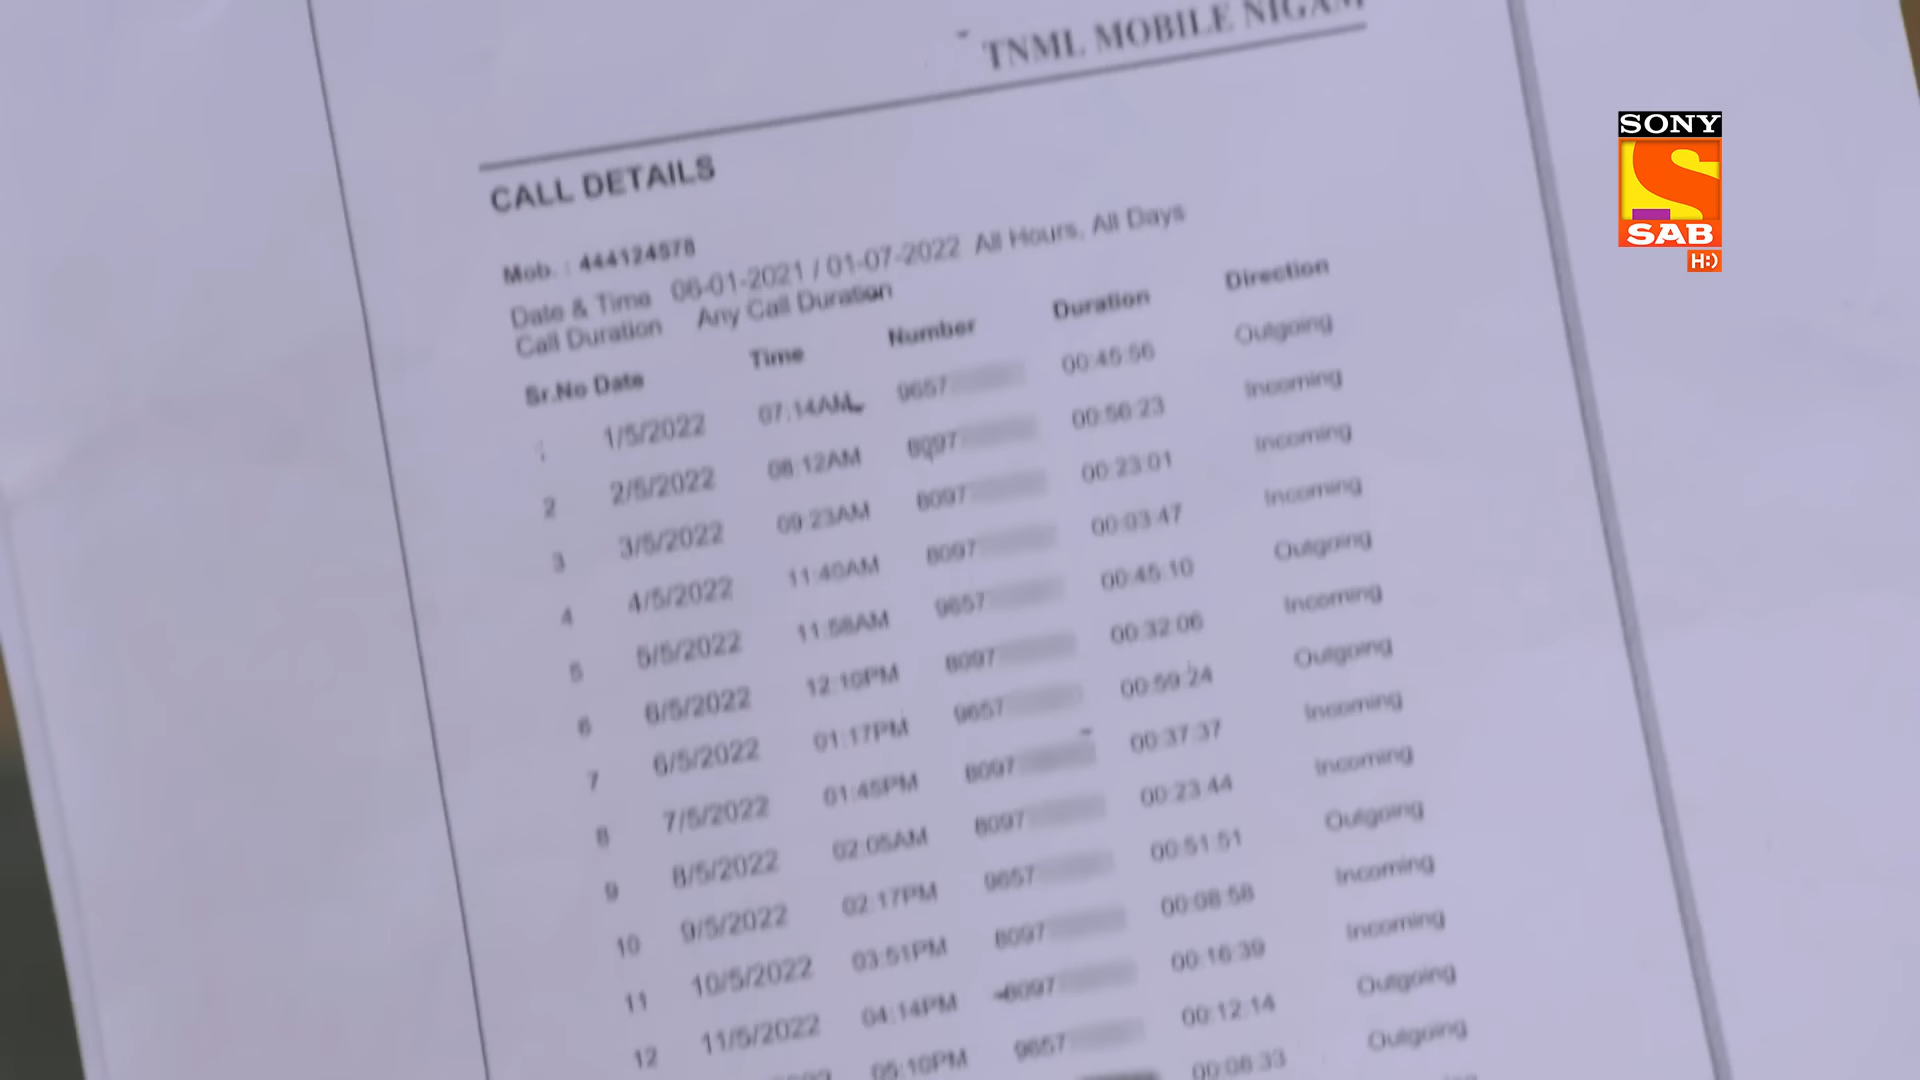 TNML MOBILE NIGAM
CALL DETAILS
Mob. : 444124578
Date & Time 06-01-2021 / 01-07-2022 All Hours, All Days
Call Duration Any Call Duration
Sr.No Date Time Number Duration Direction
1/5/2022 07:14AM 9657 00:45:56 Outgoing
2 2/5/2022 08:12AM 8097 00:56:23 Incoming
3 3/5/2022 09:23AM 8097 00:23:01 Incoming
4 4/5/2022 11:40AM 8097 00:03:47 Incoming
5 5/5/2022 11:58AM 9657 00:45:10 Outgoing
6 6/5/2022 12:10PM 8097 00:32:06 Incoming
7 6/5/2022 01:17PM 9657 00:59:24 Outgoing
8 7/5/2022 01:45PM 8097 00:37:37 Incoming
9 8/5/2022 02:05AM 8097 00:23:44 Incoming
10 9/5/2022 02:17PM 9657 00:51:51 Outgoing
11 10/5/2022 03:51PM 8097 00:08:58 Incoming
12 11/5/2022 04:14PM 8097 00:16:39 Incoming
05:10PM 9657 00:12:14 Outgoing
00:08:33 Outgoing
SONY
SAB
H:)